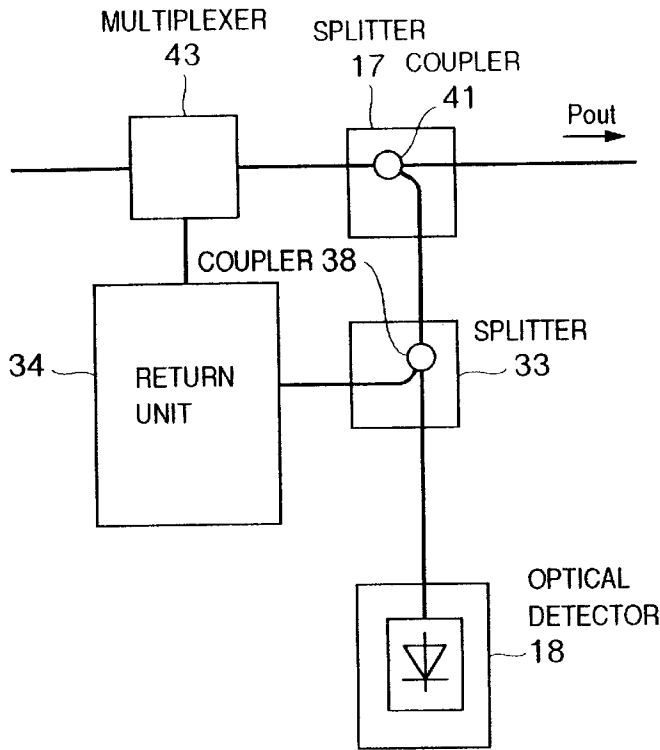 MULTIPLEXER
43
SPLITTER
17 COUPLER
41
Pout
COUPLER 38
SPLITTER
33
34
RETURN
UNIT
OPTICAL
DETECTOR
18